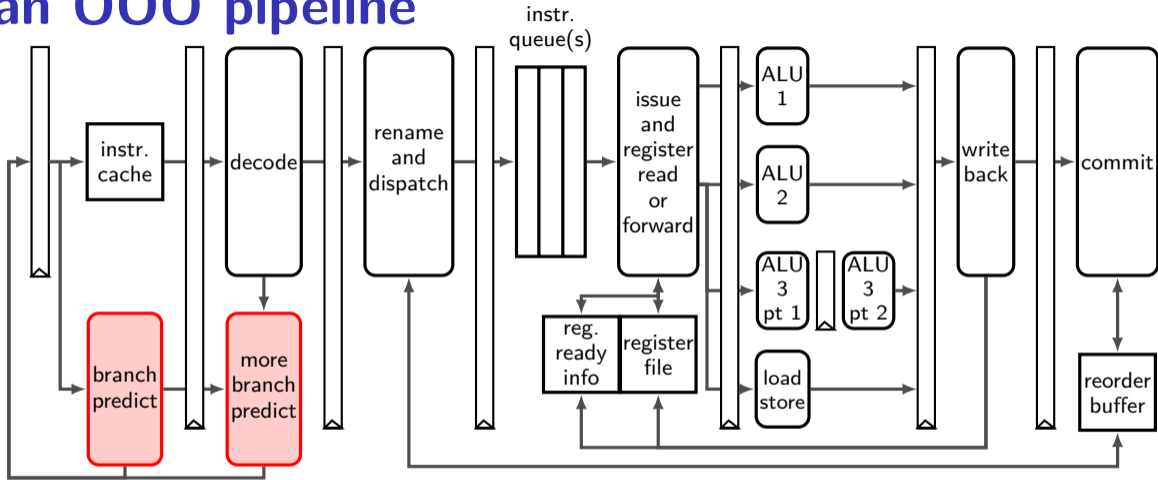 an OOO pipeline
instr.
queue(s)
instr.
cache
decode
rename
and
dispatch
issue
and
register
read
or
forward
ALU
1
ALU
2
ALU
3
pt 1
ALU
3
pt 2
load
store
write
back
commit
branch
predict
more
branch
predict
reg.
ready
info
register
file
reorder
buffer